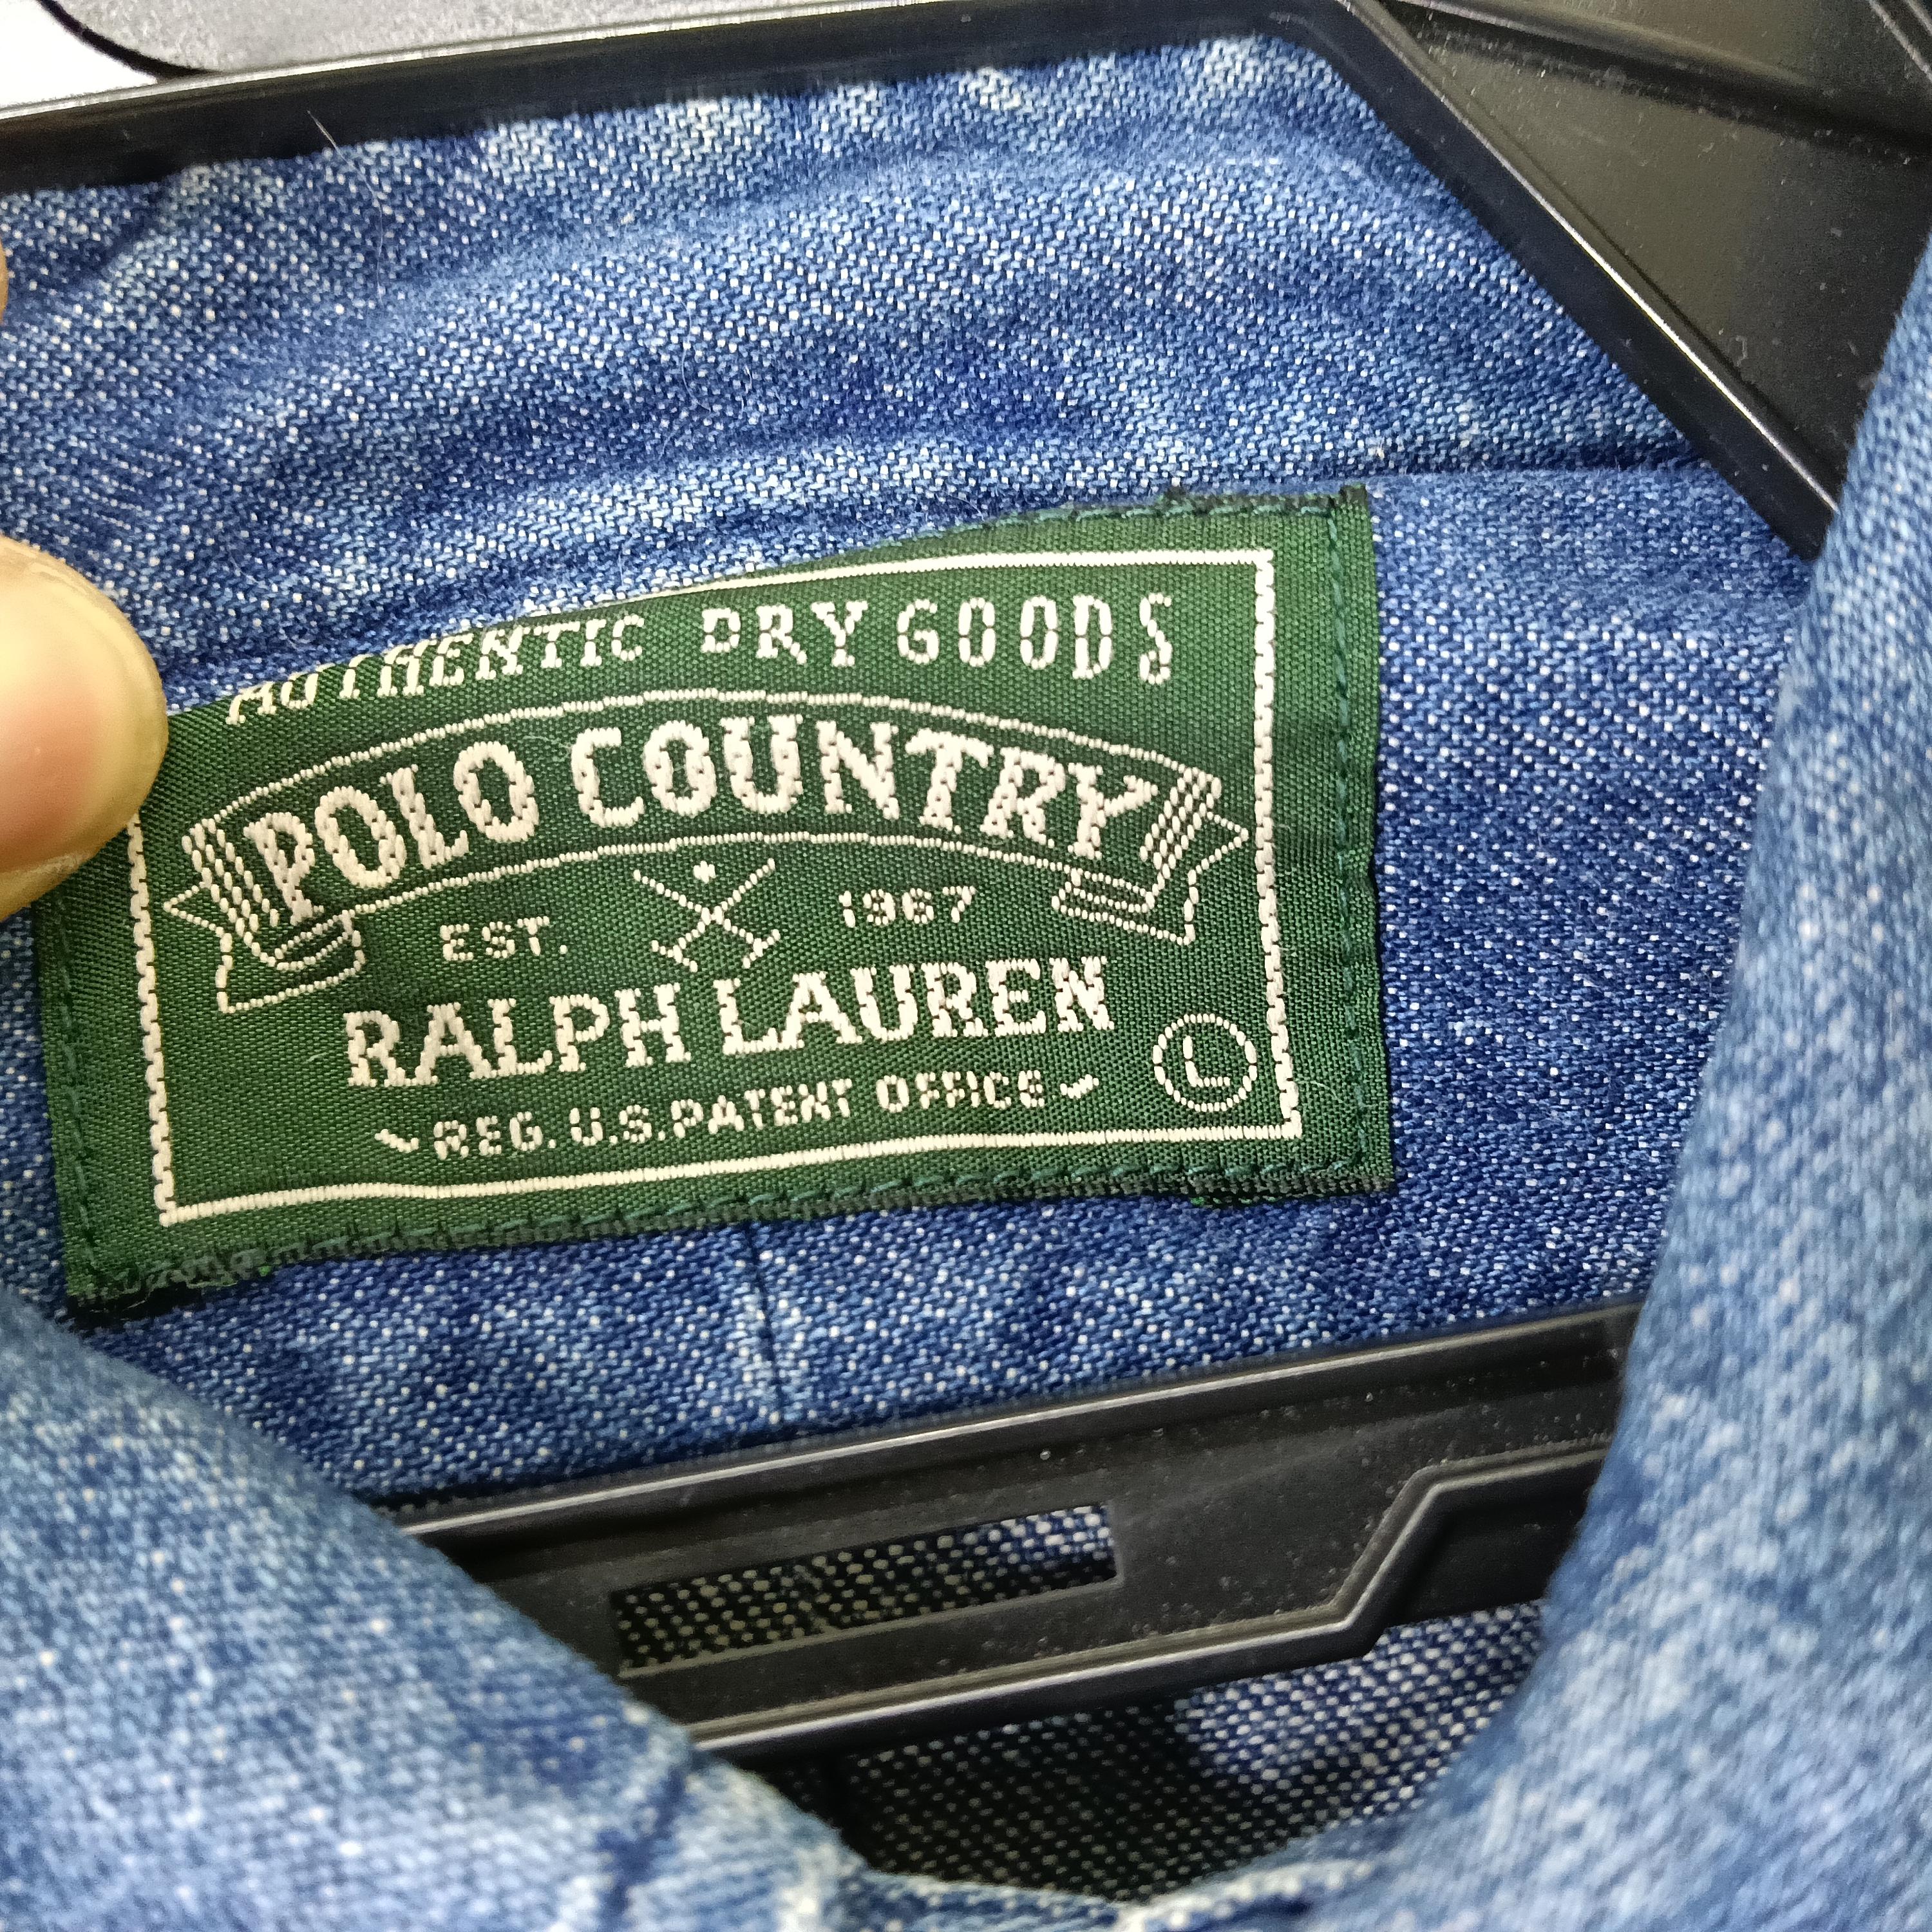 AUTHENTIC DRY GOODS
POLO COUNTRY
EST. 1967
RALPH LAUREN
REG. U.S. PATENT OFFICE
L